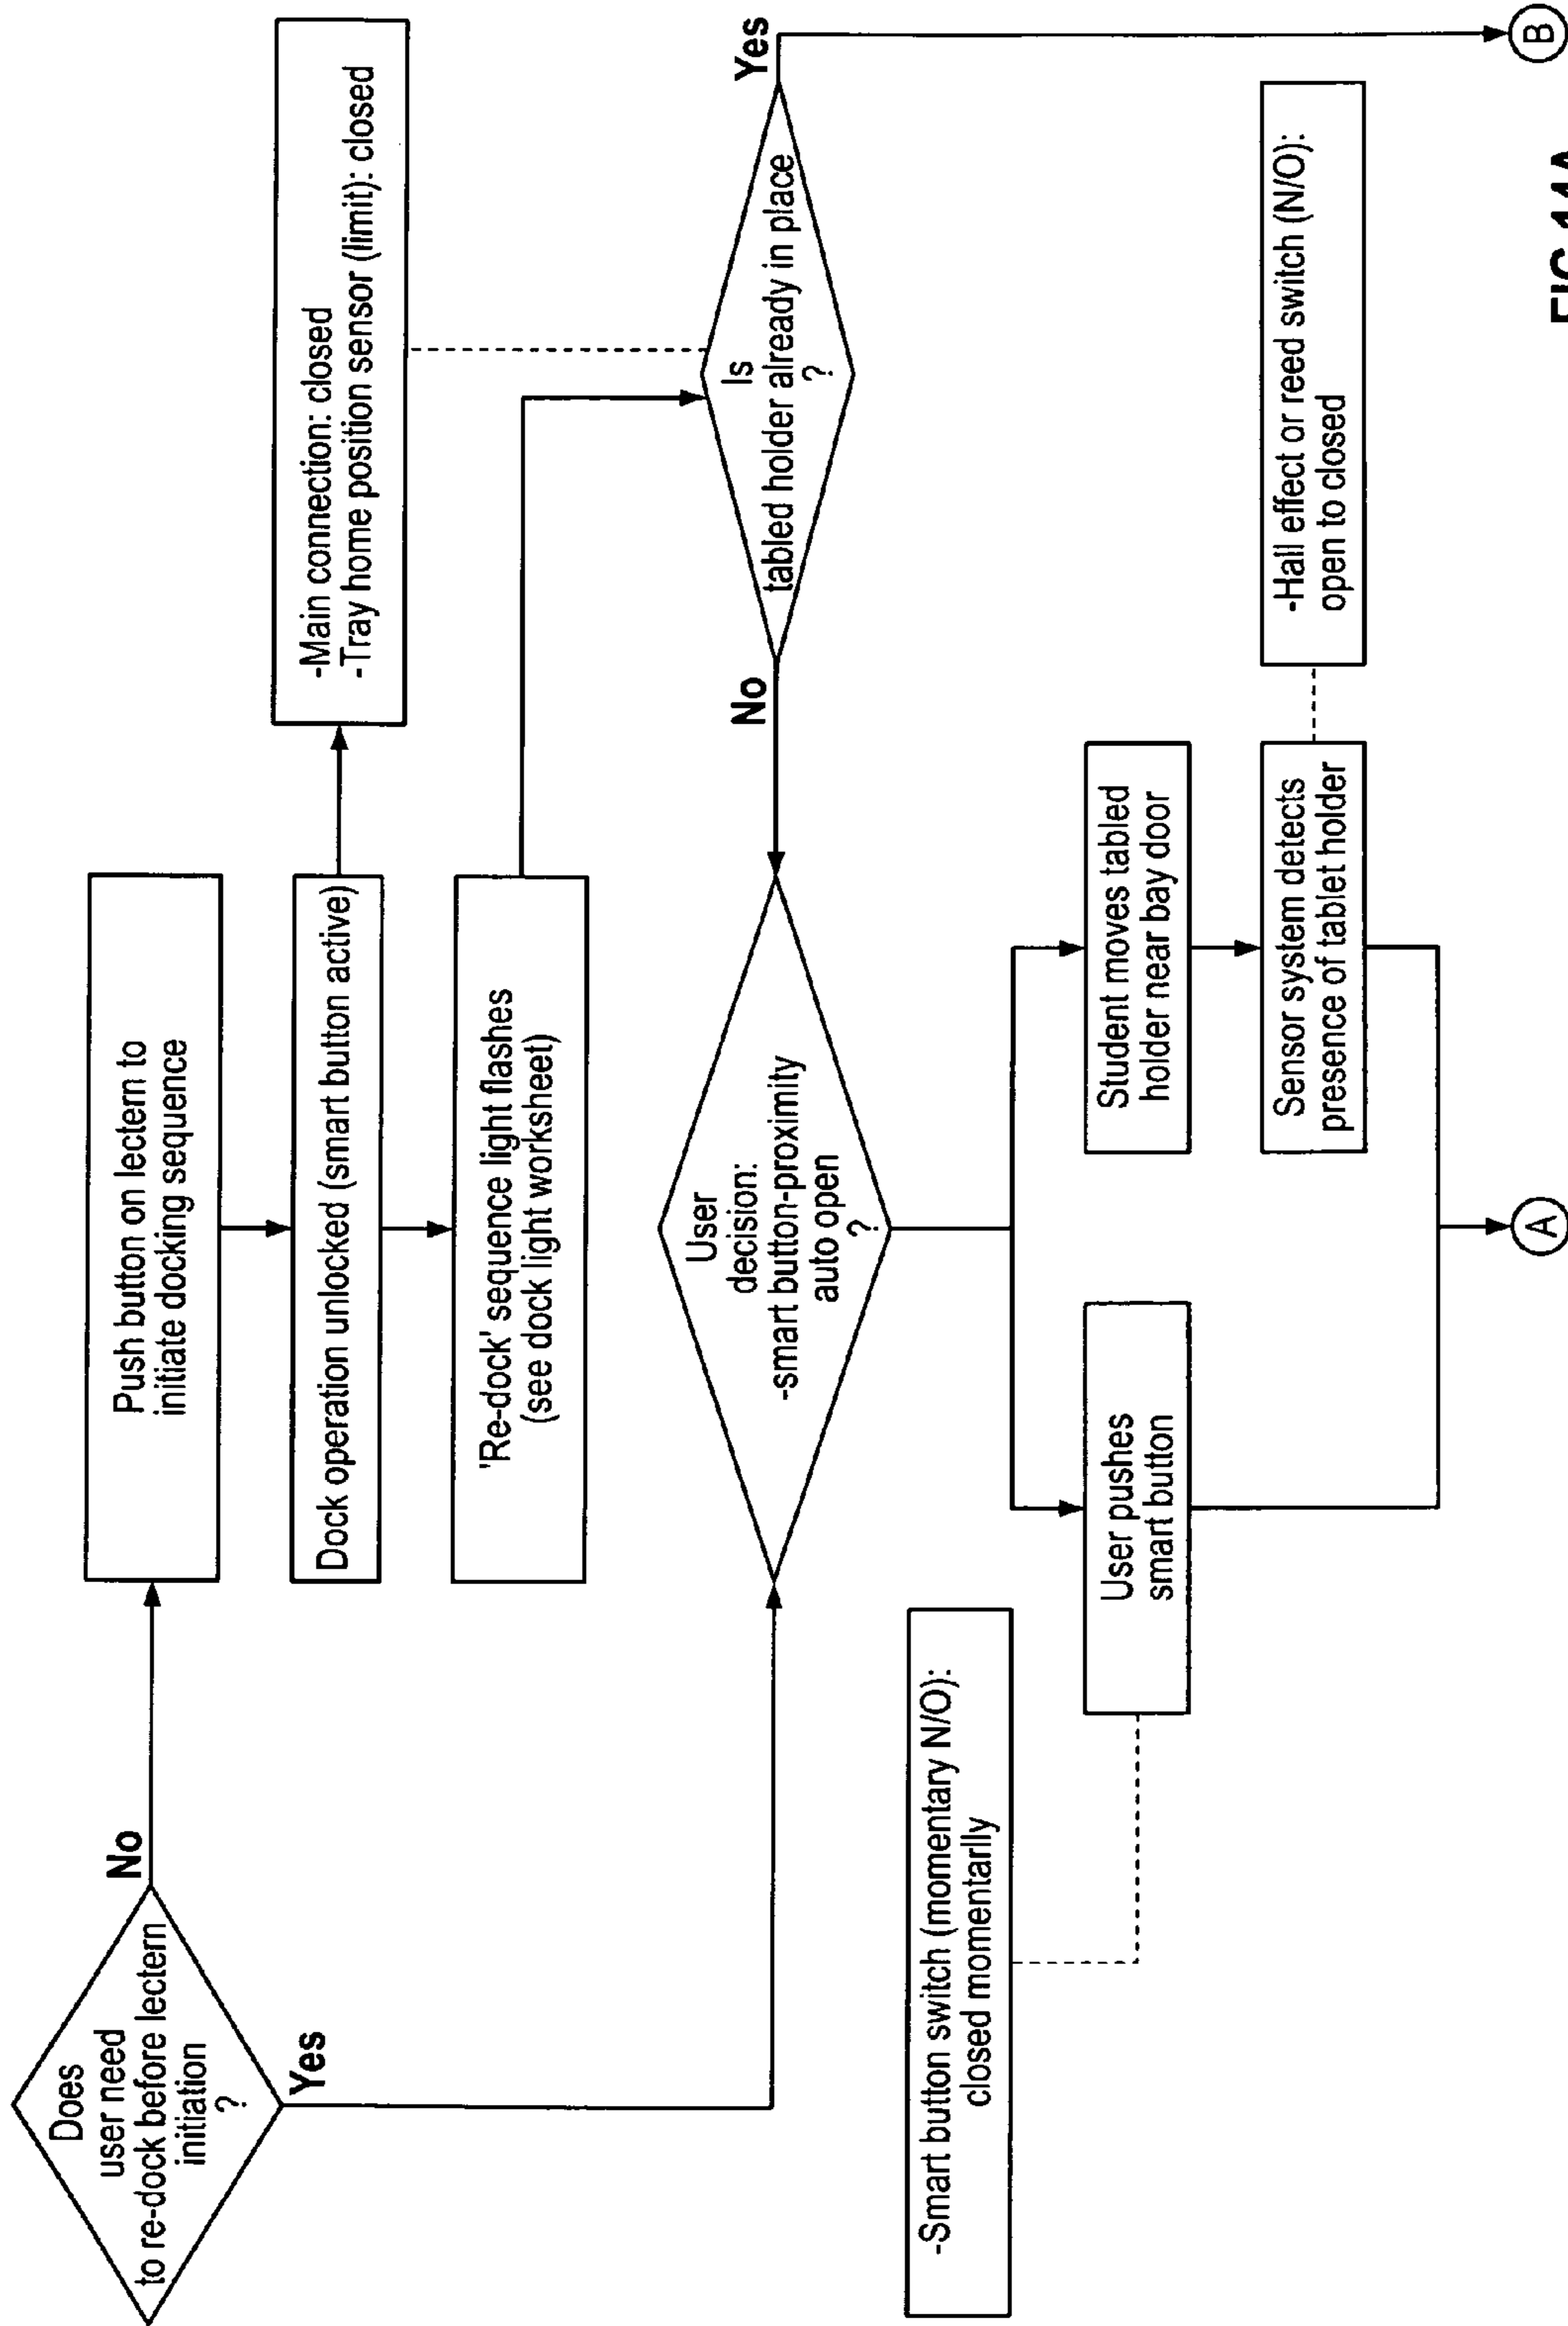 Does
user need
to re-dock before lectern
initiation
?
No
Yes
Push button on lectern to
initiate docking sequence
Dock operation unlocked (smart button active)
'Re-dock' sequence light flashes
(see dock light worksheet)
-Main connection: closed
-Tray home position sensor (limit): closed
Is
tabled holder already in place
?
Yes
No
User
decision:
-smart button-proximity
auto open
?
-Smart button switch (momentary N/O):
closed momentarily
User pushes
smart button
Student moves tabled
holder near bay door
Sensor system detects
presence of tablet holder
-Hall effect or reed switch (N/O):
open to closed
A
B